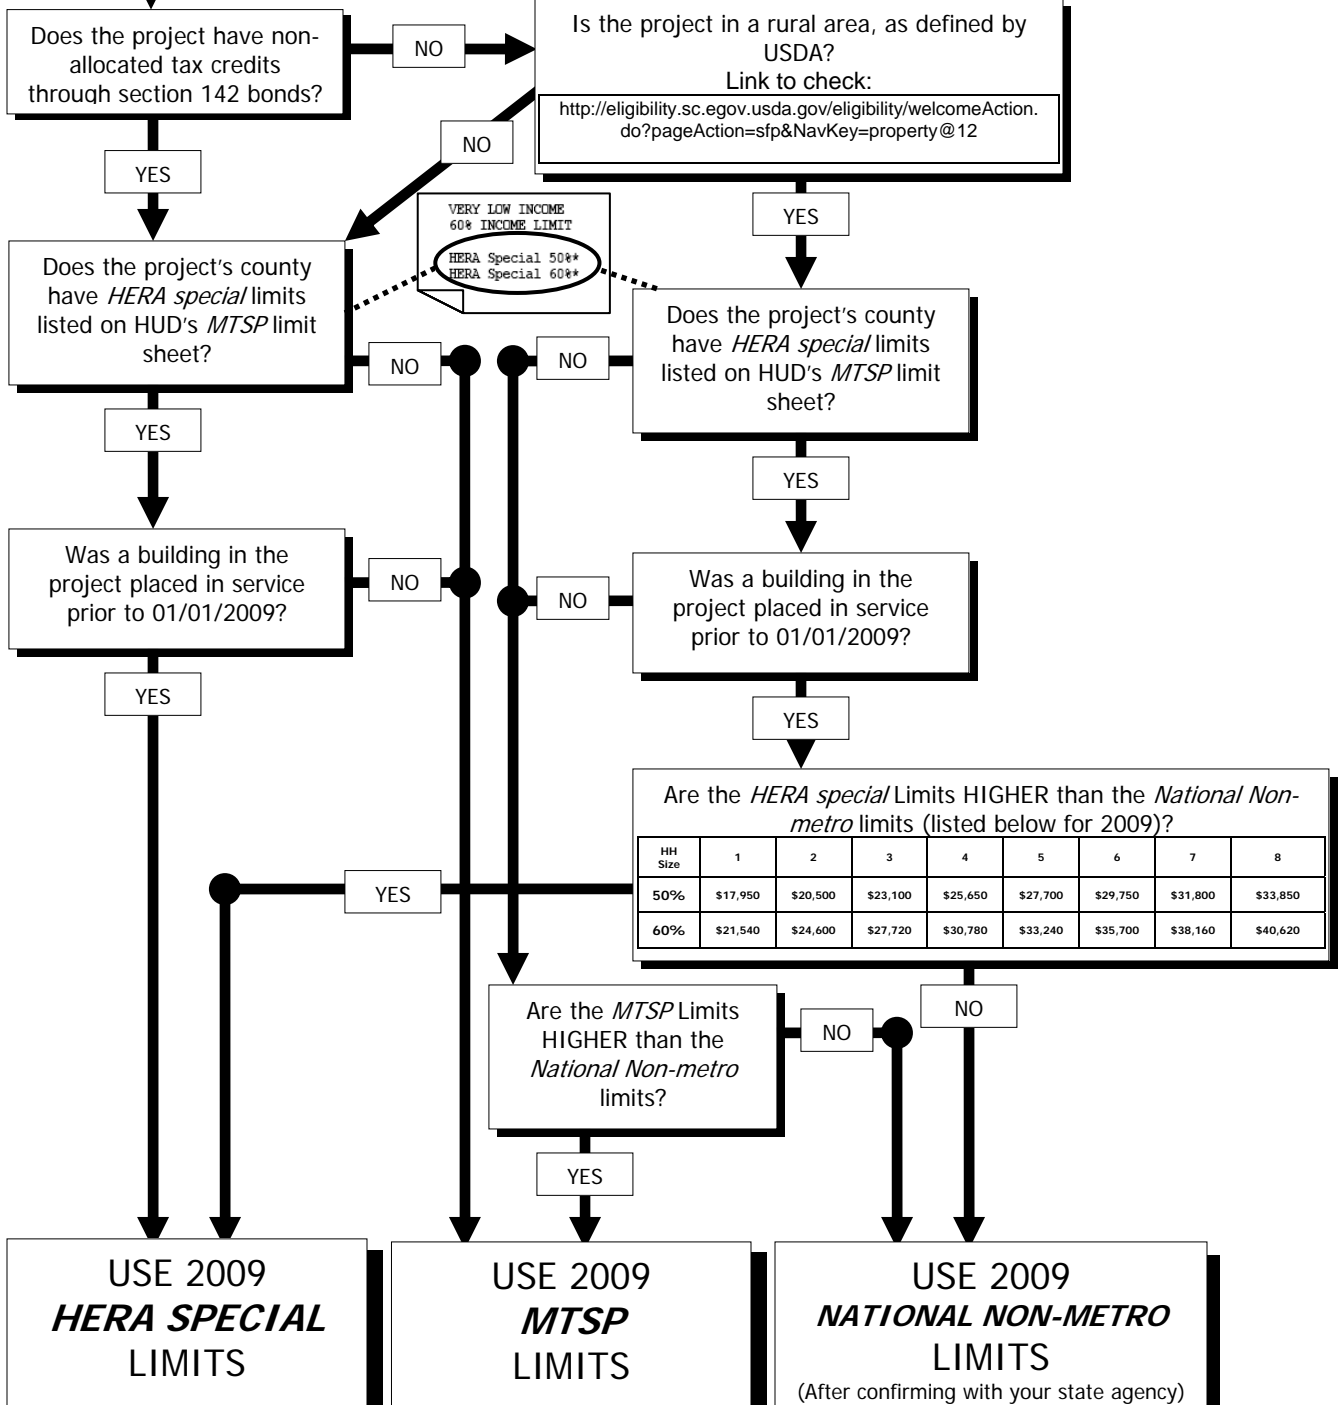 Does the project have non-
allocated tax credits
through section 142 bonds?
NO
Is the project in a rural area, as defined by
USDA?
Link to check:
http://eligibility.sc.egov.usda.gov/eligibility/welcomeAction.
do?pageAction=sfp&NavKey=property@12
NO
YES
YES
VERY LOW INCOME
60% INCOME LIMIT
HERA Special 50%*
HERA Special 60%*
Does the project's county
have HERA special limits
listed on HUD's MTSP limit
sheet?
NO
NO
Does the project's county
have HERA special limits
listed on HUD's MTSP limit
sheet?
YES
YES
Was a building in the
project placed in service
prior to 01/01/2009?
NO
NO
Was a building in the
project placed in service
prior to 01/01/2009?
YES
YES
Are the HERA special Limits HIGHER than the National Non-
metro limits (listed below for 2009)?
HH Size 1 2 3 4 5 6 7 8
50% $17,950 $20,500 $23,100 $25,650 $27,700 $29,750 $31,800 $33,850
60% $21,540 $24,600 $27,720 $30,780 $33,240 $35,700 $38,160 $40,620
YES
Are the MTSP Limits
HIGHER than the
National Non-metro
limits?
NO
NO
YES
USE 2009
HERA SPECIAL
LIMITS
USE 2009
MTSP
LIMITS
USE 2009
NATIONAL NON-METRO
LIMITS
(After confirming with your state agency)